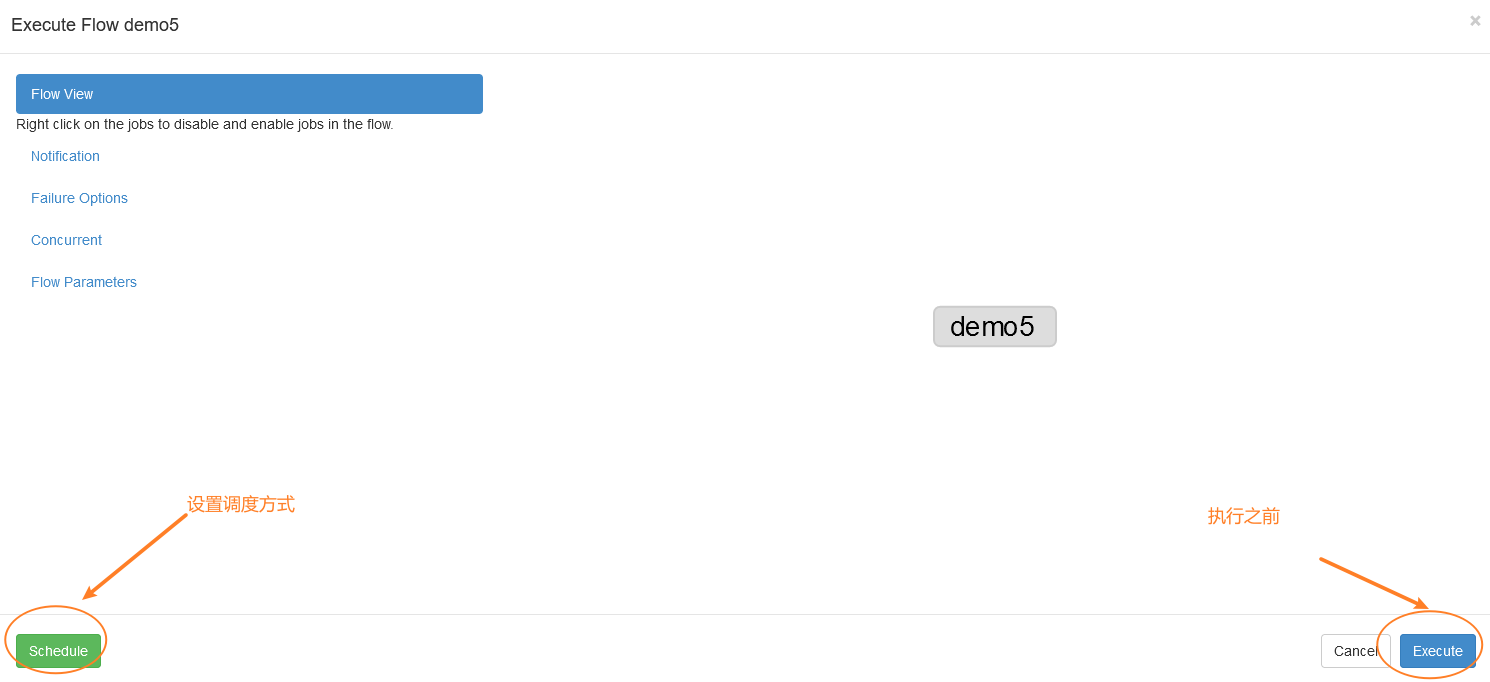 Execute Flow demo5
×
Flow View
Right click on the jobs to disable and enable jobs in the flow.
Notification
Failure Options
Concurrent
Flow Parameters
demo5
设置调度方式
执行之前
Schedule
Cancel
Execute